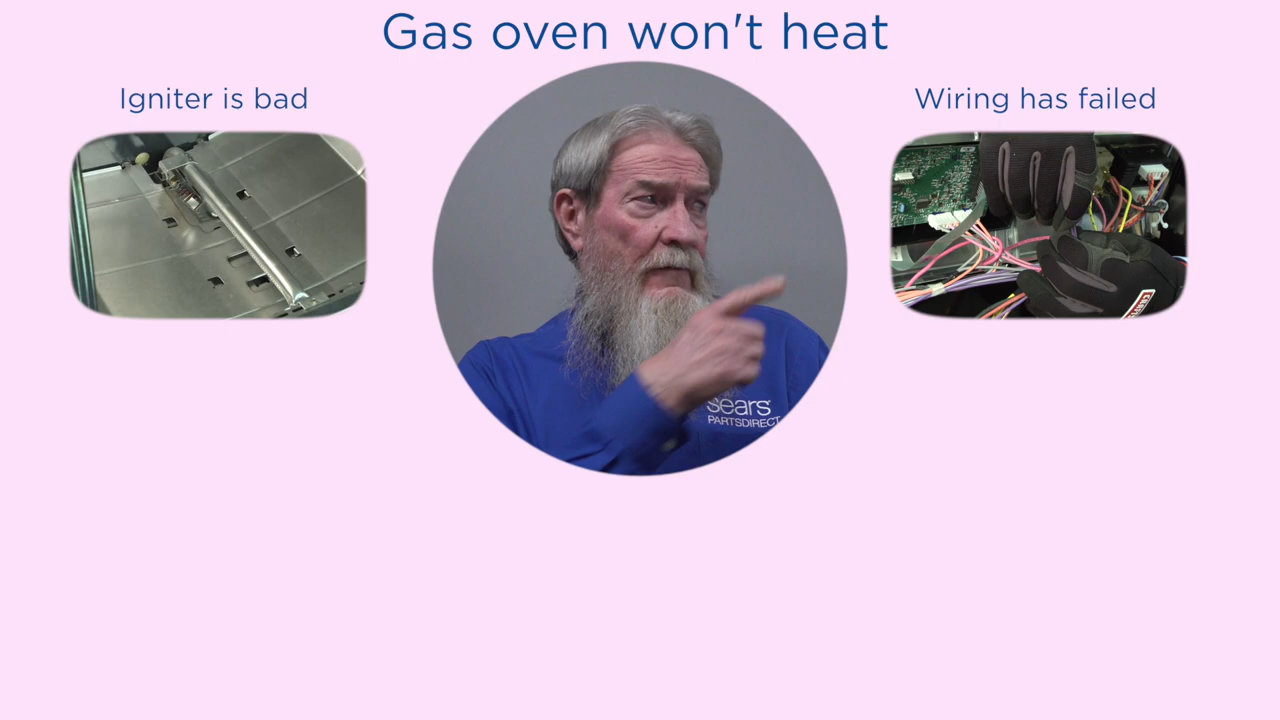 Gas oven won't heat
Igniter is bad
Wiring has failed
sears
PARTSDIRECT